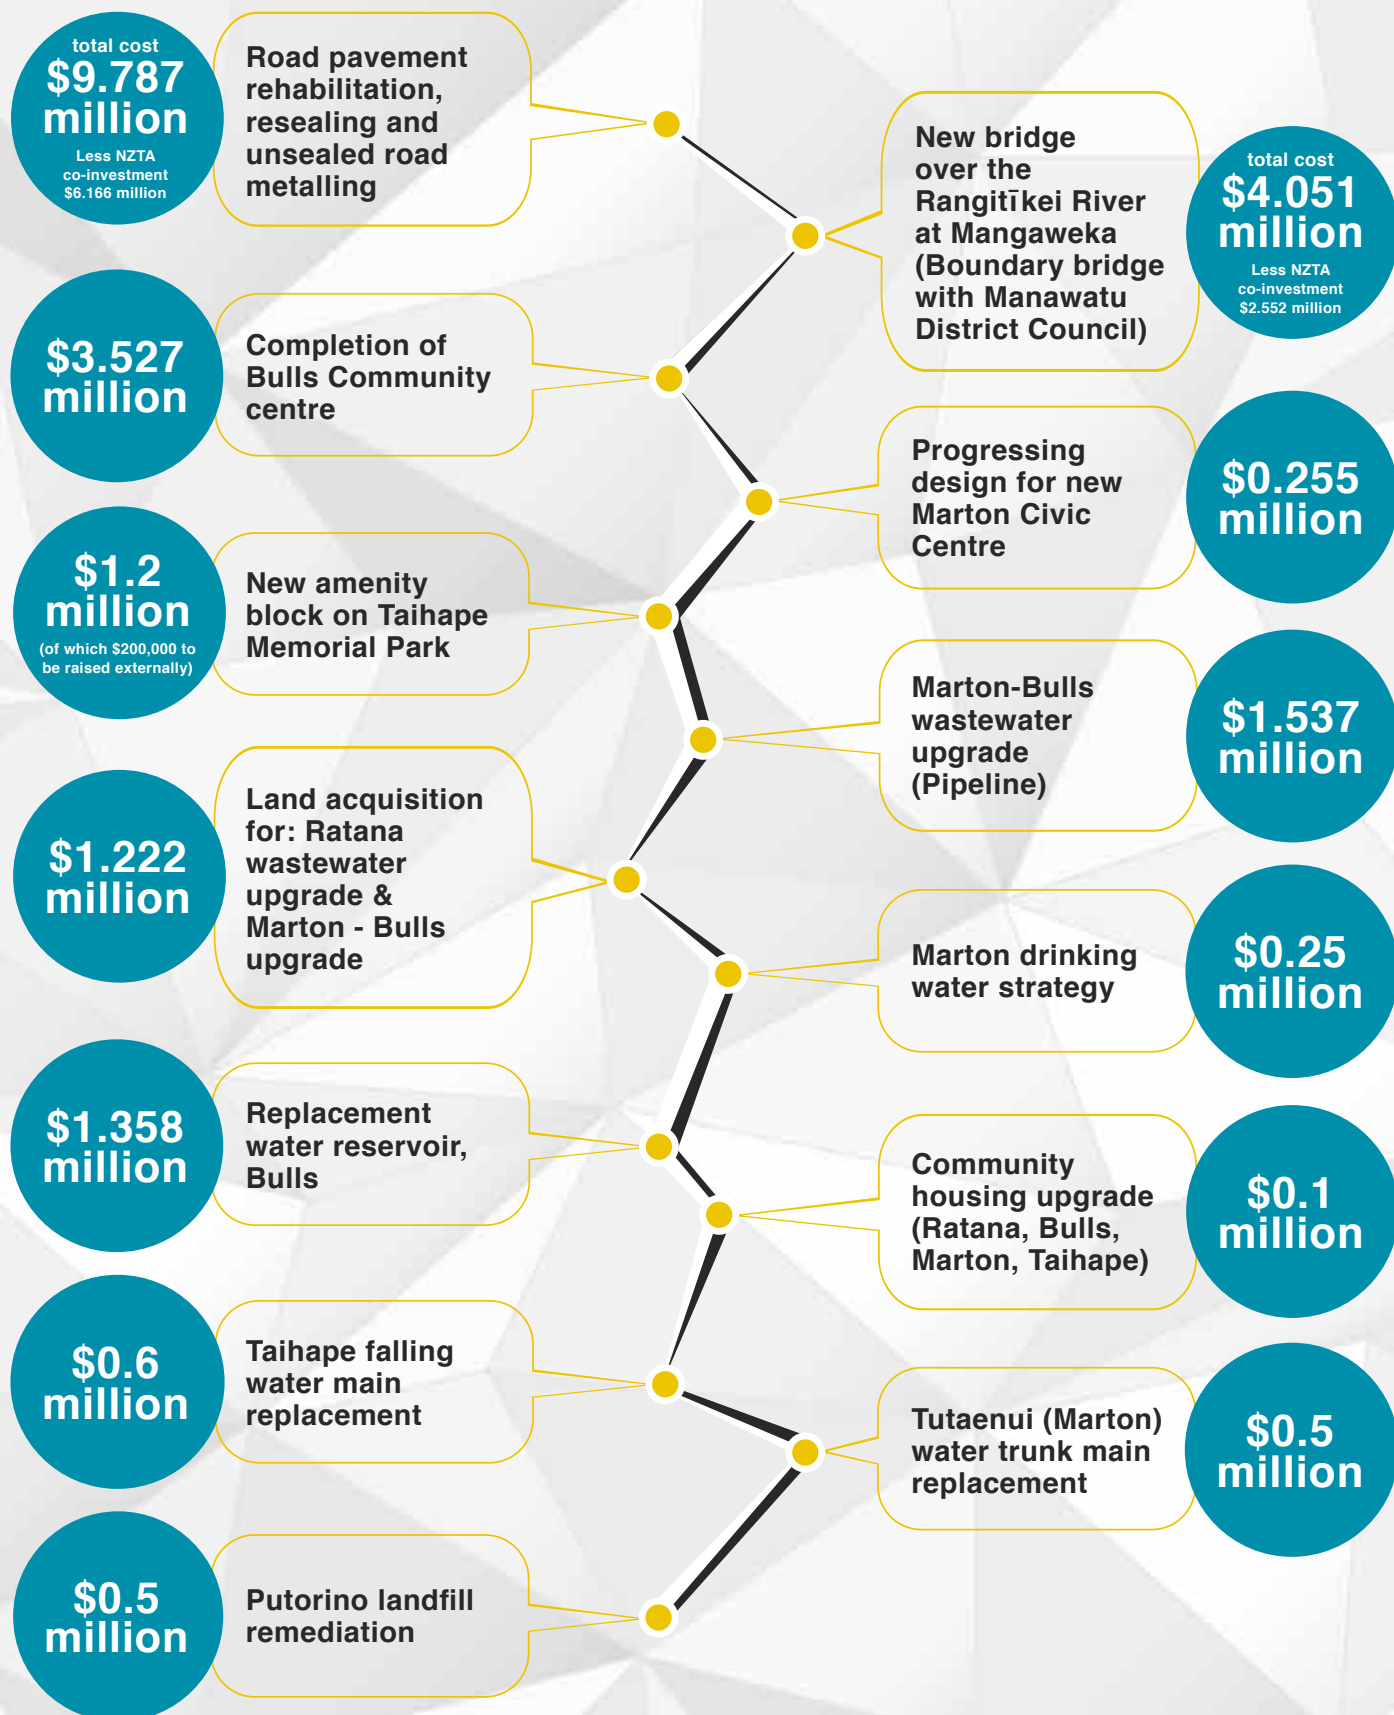 total cost
$9.787
million
Less NZTA
co-investment
$6.166 million
Road pavement
rehabilitation,
resealing and
unsealed road
metalling
New bridge
over the
Rangitīkei River
at Mangaweka
(Boundary bridge
with Manawatu
District Council)
total cost
$4.051
million
Less NZTA
co-investment
$2.552 million
$3.527
million
Completion of
Bulls Community
centre
Progressing
design for new
Marton Civic
Centre
$0.255
million
$1.2
million
(of which $200,000 to
be raised externally)
New amenity
block on Taihape
Memorial Park
Marton-Bulls
wastewater
upgrade
(Pipeline)
$1.537
million
$1.222
million
Land acquisition
for: Ratana
wastewater
upgrade &
Marton - Bulls
upgrade
Marton drinking
water strategy
$0.25
million
$1.358
million
Replacement
water reservoir,
Bulls
Community
housing upgrade
(Ratana, Bulls,
Marton, Taihape)
$0.1
million
$0.6
million
Taihape falling
water main
replacement
Tutaenui (Marton)
water trunk main
replacement
$0.5
million
$0.5
million
Putorino landfill
remediation